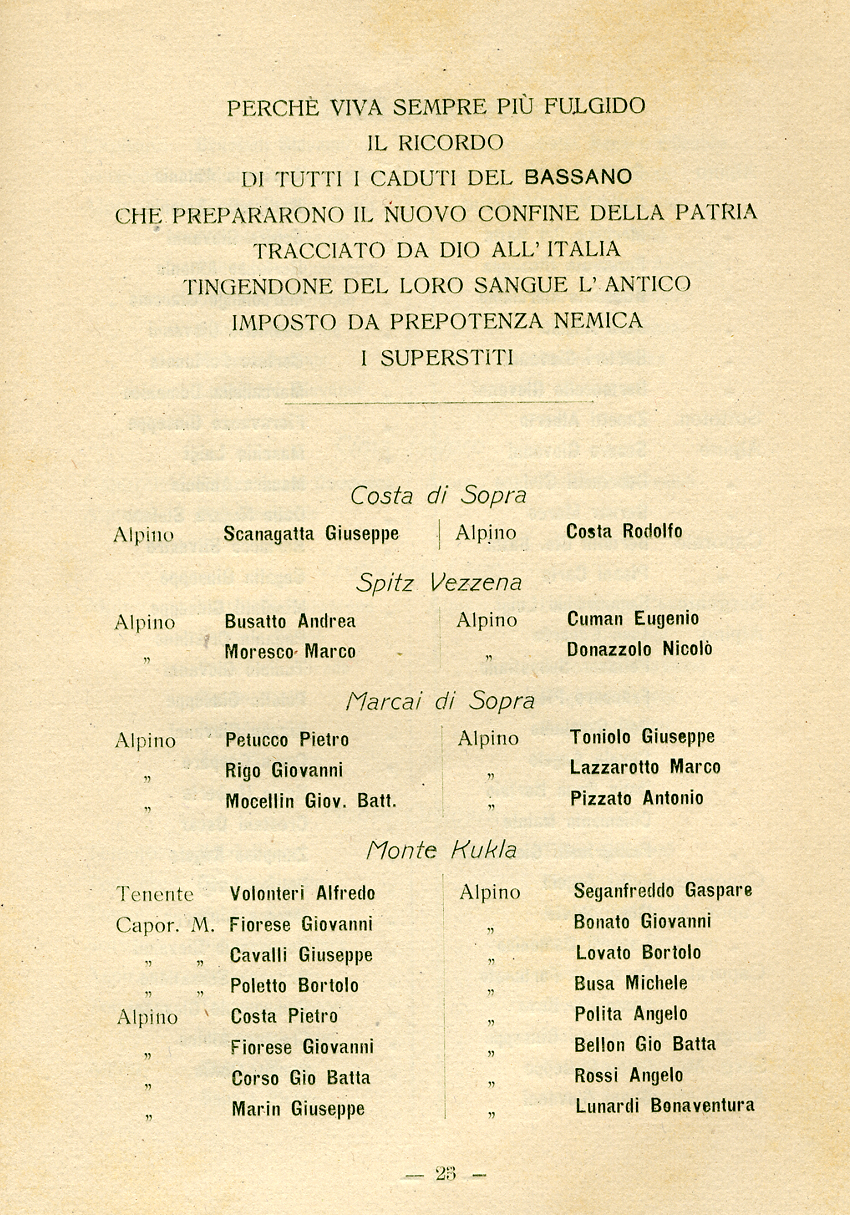 PERCHÈ VIVA SEMPRE PIÙ FULGIDO
IL RICORDO
DI TUTTI I CADUTI DEL BASSANO
CHE PREPARARONO IL NUOVO CONFINE DELLA PATRIA
TRACCIATO DA DIO ALL' ITALIA
TINGENDONE DEL LORO SANGUE L' ANTICO
IMPOSTO DA PREPOTENZA NEMICA
I SUPERSTITI
Costa di Sopra
Alpino Scanagatta Giuseppe Alpino Costa Rodolfo
Spitz Vezzena
Alpino Busatto Andrea Alpino Cuman Eugenio
„ Moresco Marco „ Donazzolo Nicolò
Marcai di Sopra
Alpino Petucco Pietro Alpino Toniolo Giuseppe
„ Rigo Giovanni „ Lazzarotto Marco
„ Mocellin Giov. Batt. „ Pizzato Antonio
Monte Kukla
Tenente Volonteri Alfredo Alpino Seganfreddo Gaspare
Capor. M. Fiorese Giovanni „ Bonato Giovanni
„ „ Cavalli Giuseppe „ Lovato Bortolo
„ „ Poletto Bortolo „ Busa Michele
Alpino Costa Pietro „ Polita Angelo
„ Fiorese Giovanni „ Bellon Gio Batta
„ Corso Gio Batta „ Rossi Angelo
„ Marin Giuseppe „ Lunardi Bonaventura